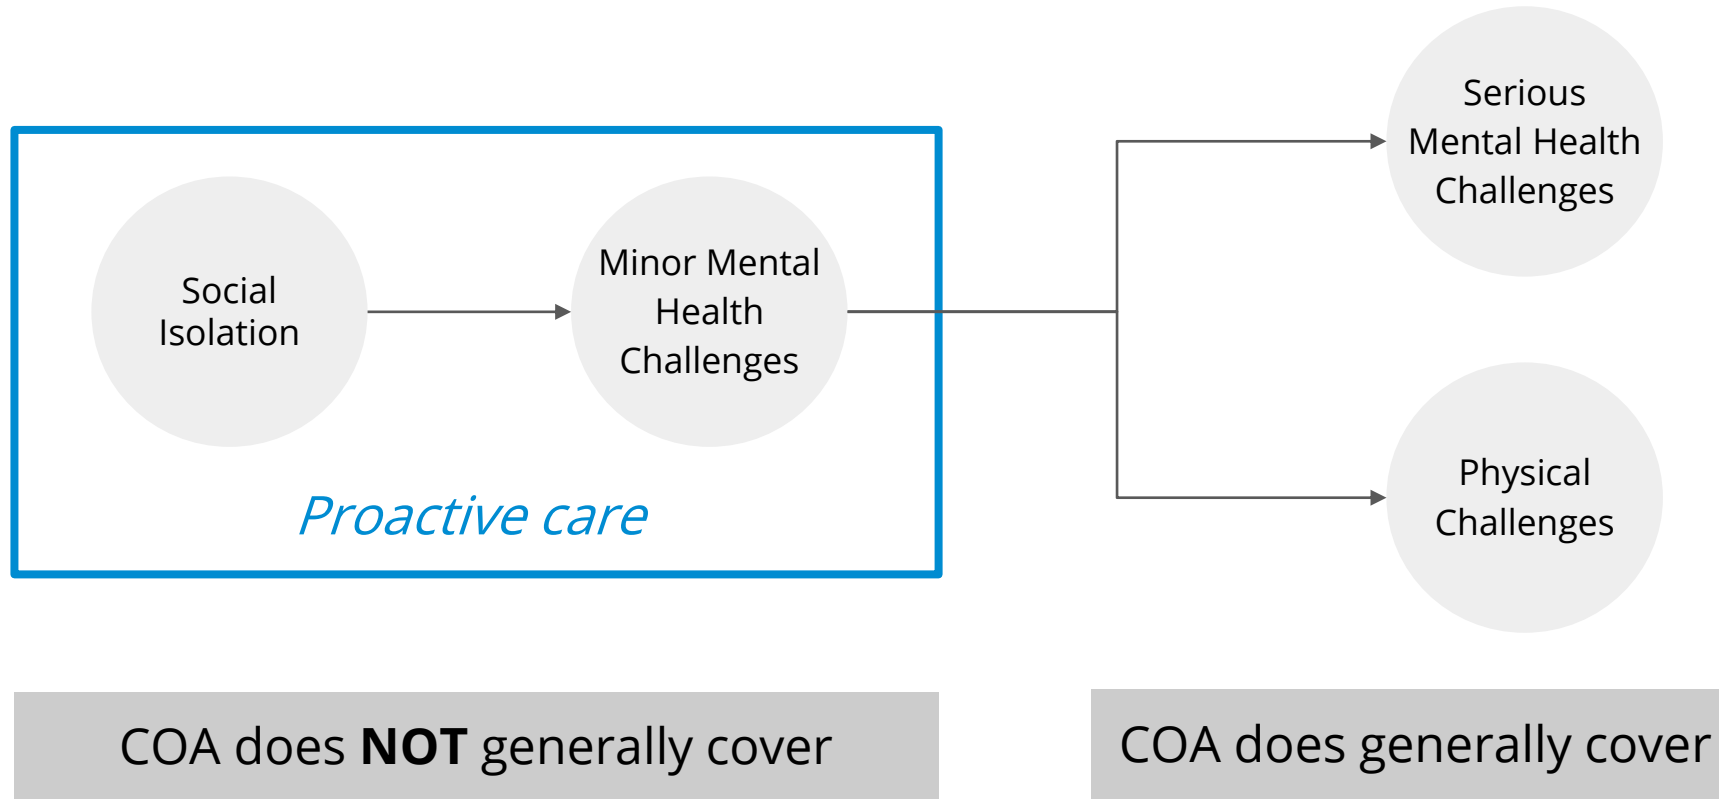 Social
Isolation
Minor Mental
Health
Challenges
Proactive care
Serious
Mental Health
Challenges
Physical
Challenges
COA does NOT generally cover
COA does generally cover